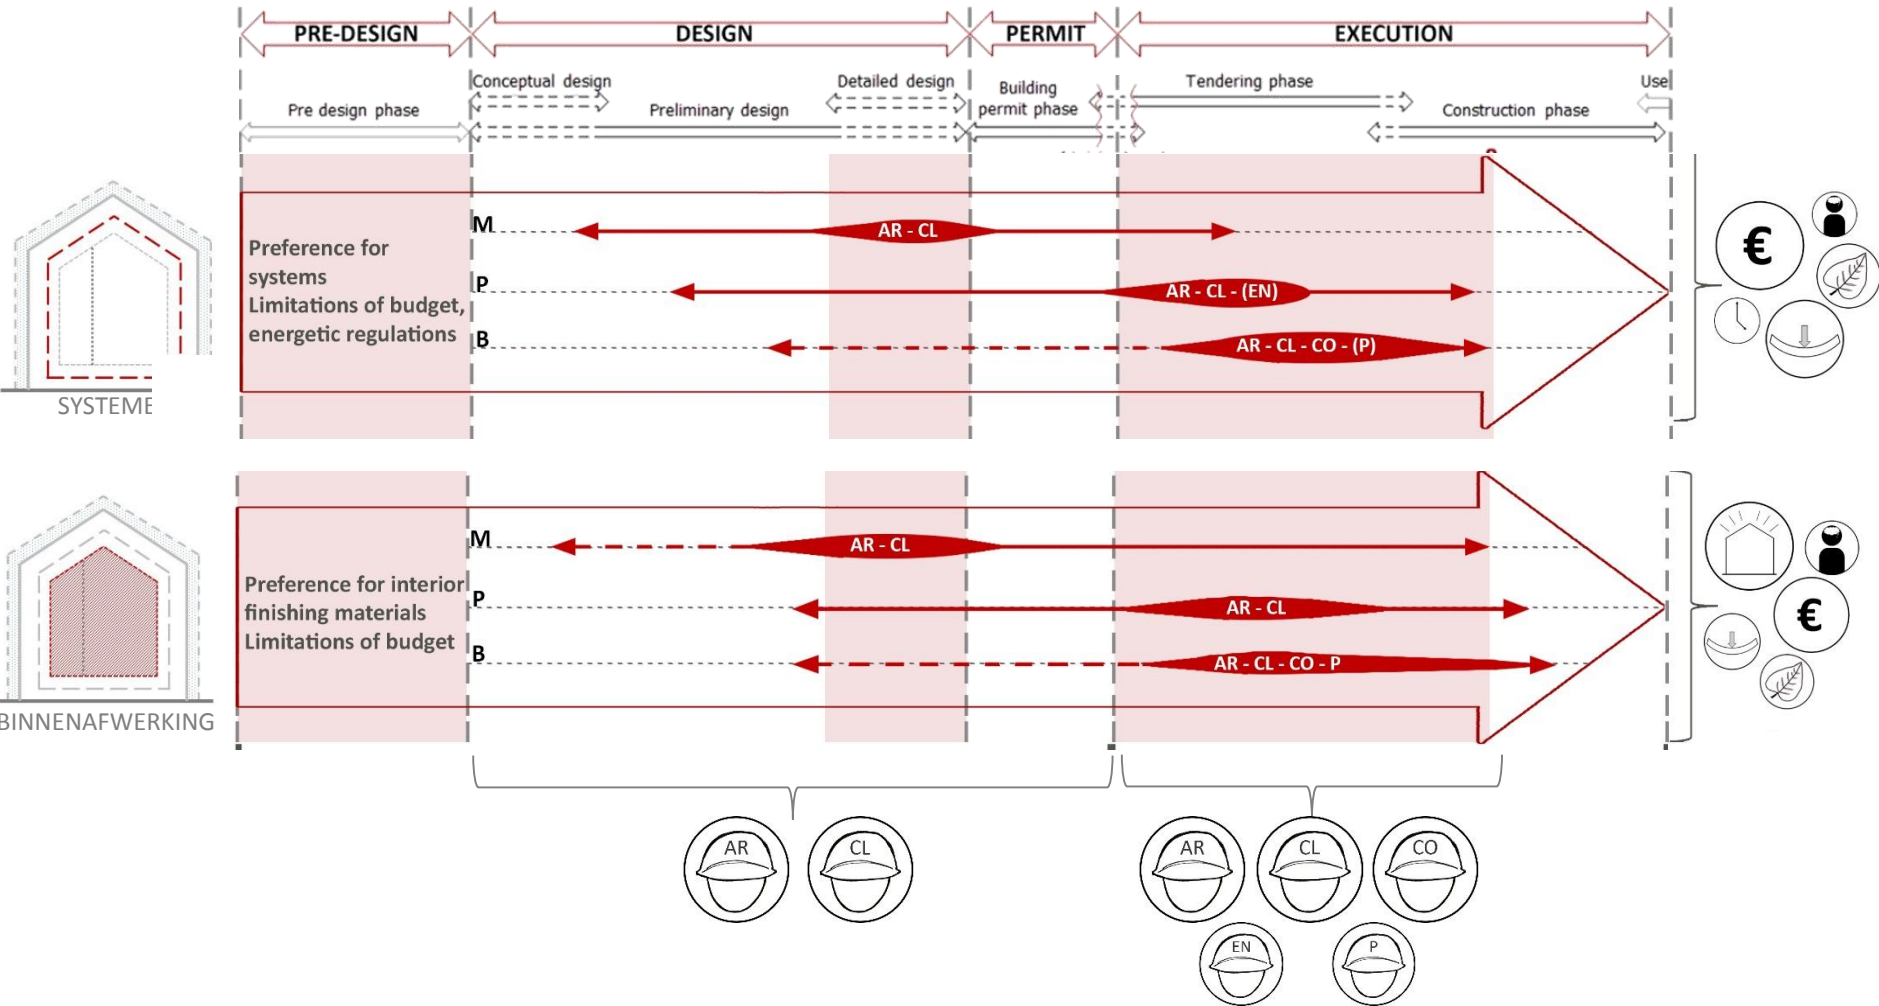 PRE-DESIGN DESIGN PERMIT EXECUTION
Conceptual design Detailed design Tendering phase Use
Pre design phase Preliminary design Building
permit phase Construction phase
M AR - CL
Preference for
systems
Limitations of budget,
energetic regulations
P AR - CL - (EN)
B AR - CL - CO - (P)
€
SYSTEME
M AR - CL
Preference for interior
finishing materials
Limitations of budget
P AR - CL
B AR - CL - CO - P
€
BINNENAFWERKING
AR CL AR CL CO
EN P